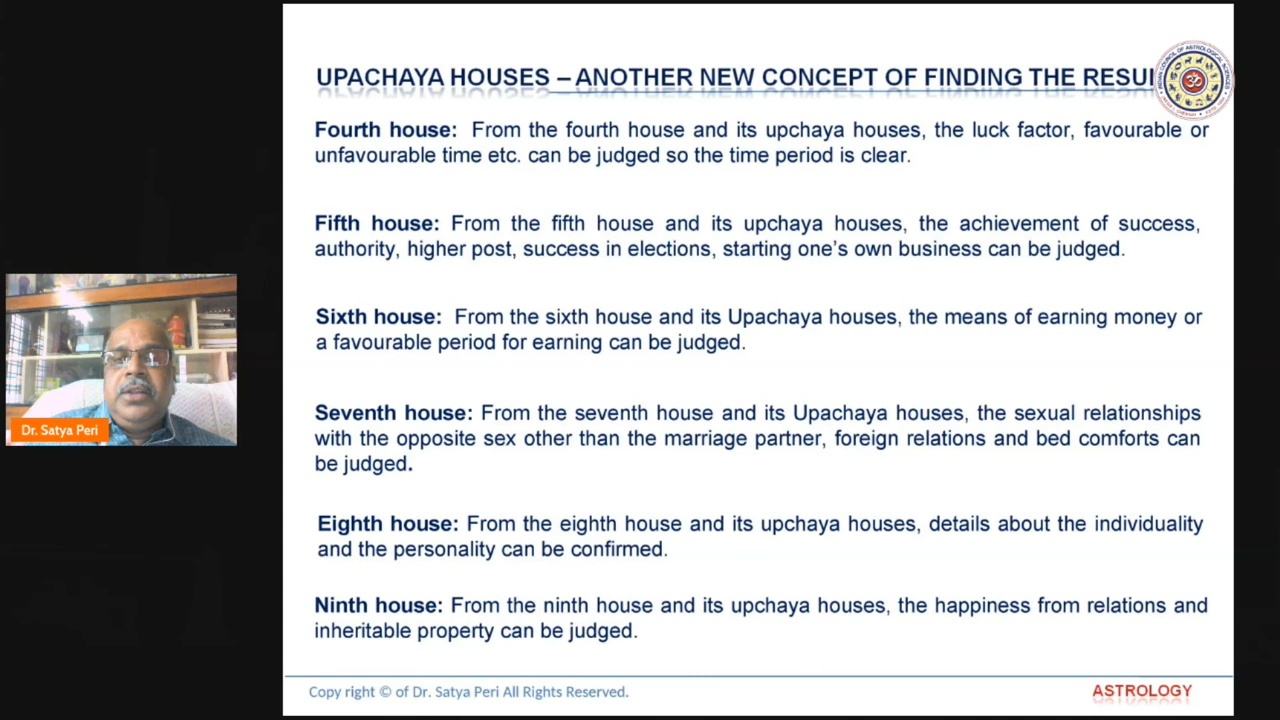 UPACHAYA HOUSES – ANOTHER NEW CONCEPT OF FINDING THE
Fourth house: From the fourth house and its upchaya houses, the luck factor, favourable or
unfavourable time etc. can be judged so the time period is clear.
Fifth house: From the fifth house and its upchaya houses, the achievement of success,
authority, higher post, success in elections, starting one’s own business can be judged.
Sixth house: From the sixth house and its Upachaya houses, the means of earning money or
a favourable period for earning can be judged.
Seventh house: From the seventh house and its Upachaya houses, the sexual relationships
with the opposite sex other than the marriage partner, foreign relations and bed comforts can
be judged.
Eighth house: From the eighth house and its upchaya houses, details about the individuality
and the personality can be confirmed.
Ninth house: From the ninth house and its upchaya houses, the happiness from relations and
inheritable property can be judged.
Dr. Satya Peri
Copy right © of Dr. Satya Peri All Rights Reserved.
ASTROLOGY